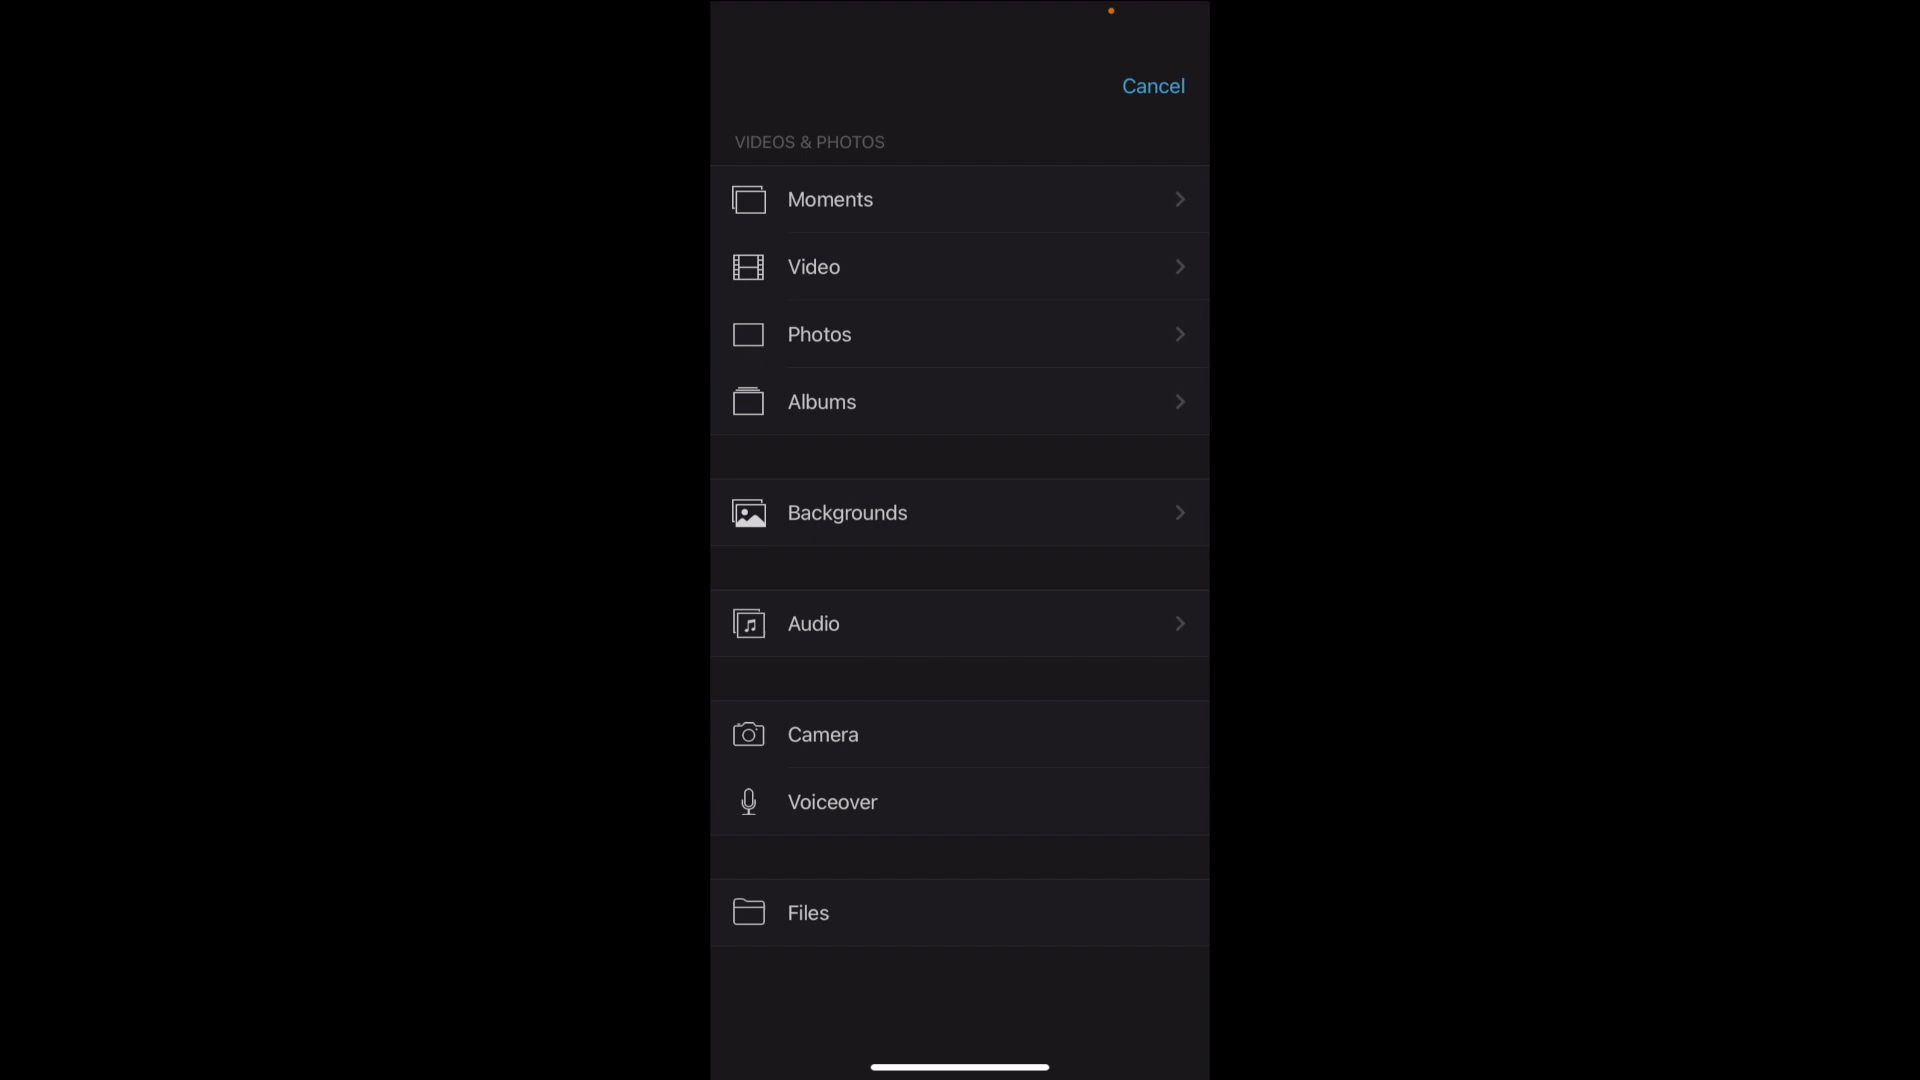 Cancel
VIDEOS & PHOTOS
Moments
Video
Photos
Albums
Backgrounds
Audio
Camera
Voiceover
Files